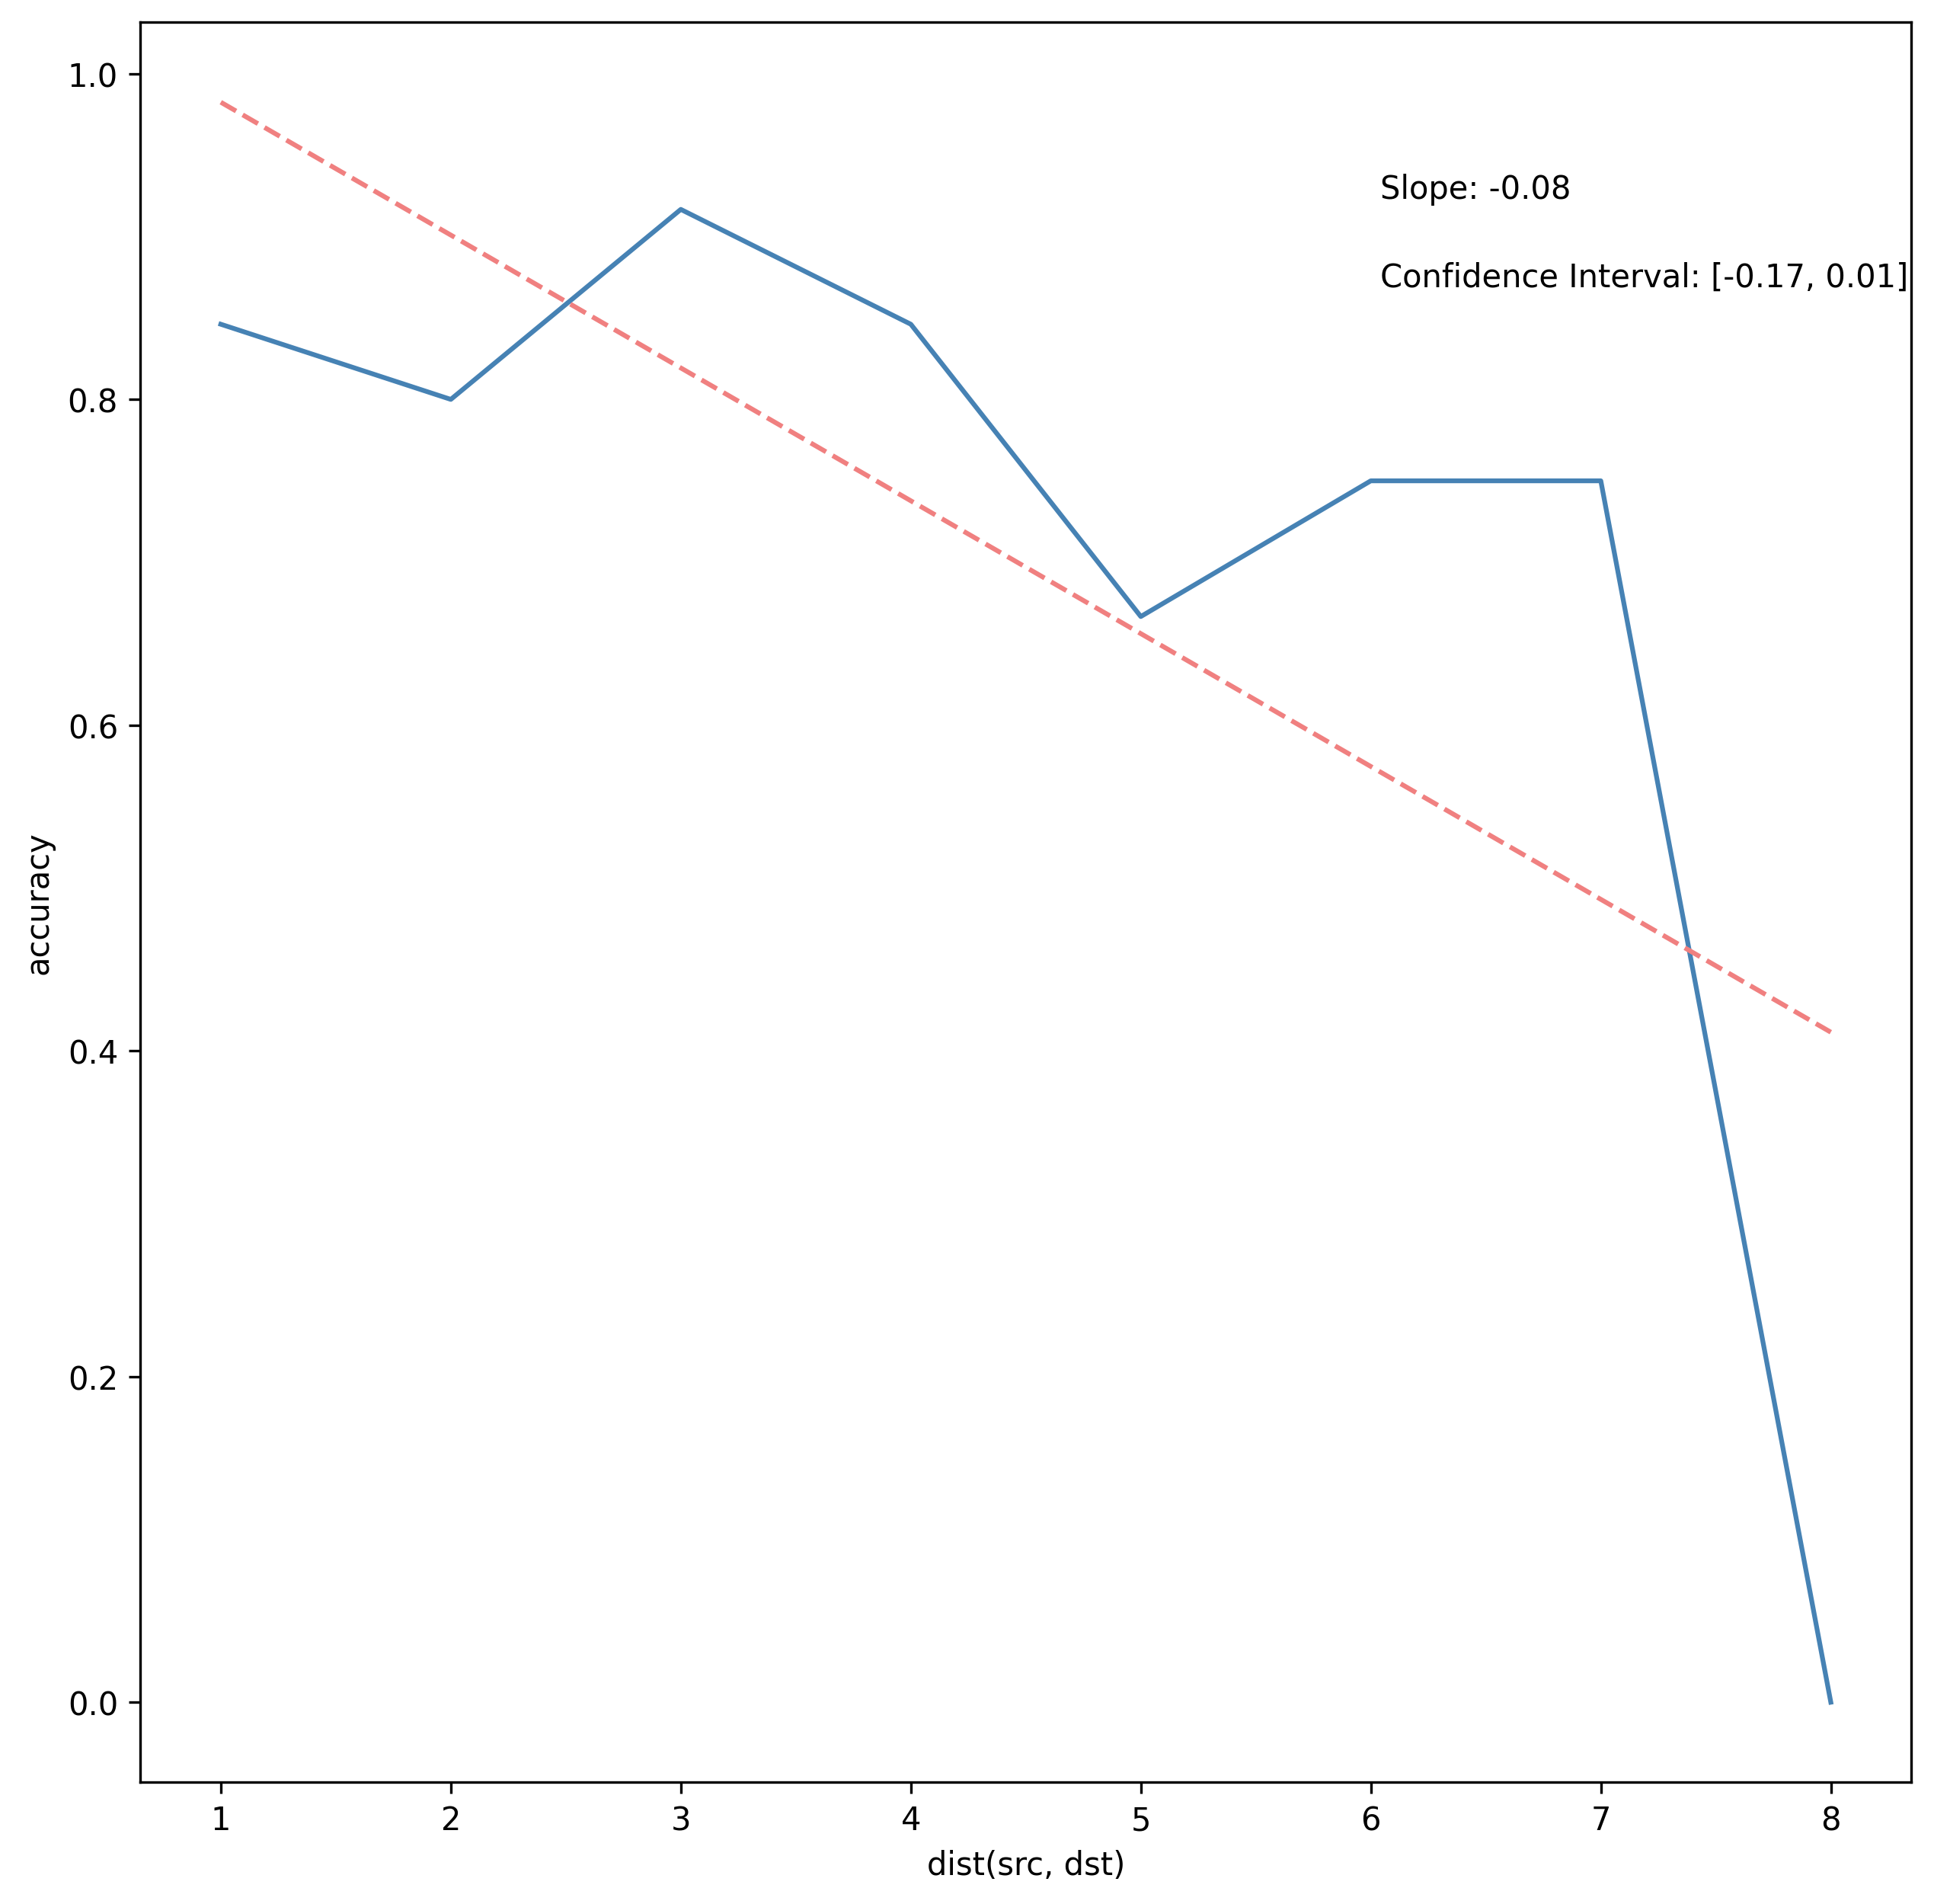 1.0
0.8
0.6
0.4
0.2
0.0
accuracy
Slope: -0.08
Confidence Interval: [-0.17, 0.01]
1 2 3 4 5 6 7 8
dist(src, dst)